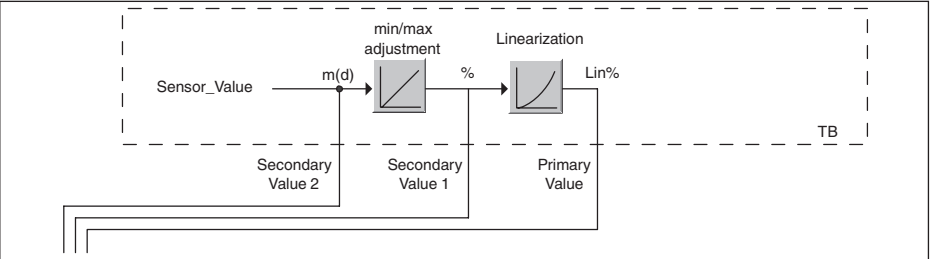 min/max
adjustment
Linearization
Sensor_Value
m(d)
%
Lin%
TB
Secondary
Value 2
Secondary
Value 1
Primary
Value